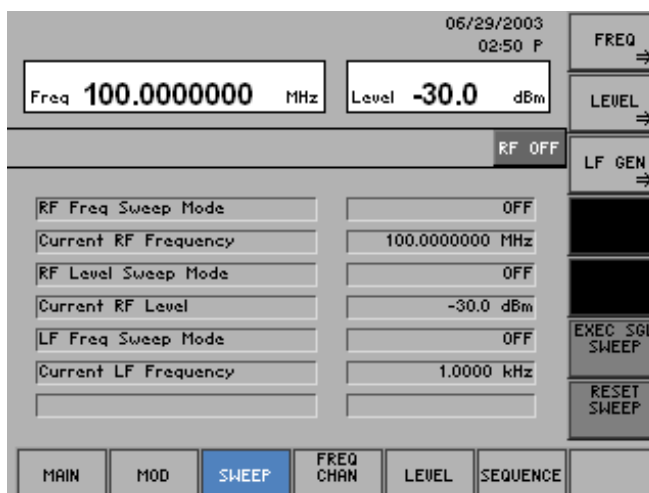 06/29/2003
02:50 P
Freq 100.0000000 MHz
Level -30.0 dBm
RF OFF
RF Freq Sweep Mode OFF
Current RF Frequency 100.0000000 MHz
RF Level Sweep Mode OFF
Current RF Level -30.0 dBm
LF Freq Sweep Mode OFF
Current LF Frequency 1.0000 kHz
FREQ
⇒
LEVEL
⇒
LF GEN
⇒
EXEC SGL
SWEEP
RESET
SWEEP
MAIN
MOD
SWEEP
FREQ
CHAN
LEVEL
SEQUENCE